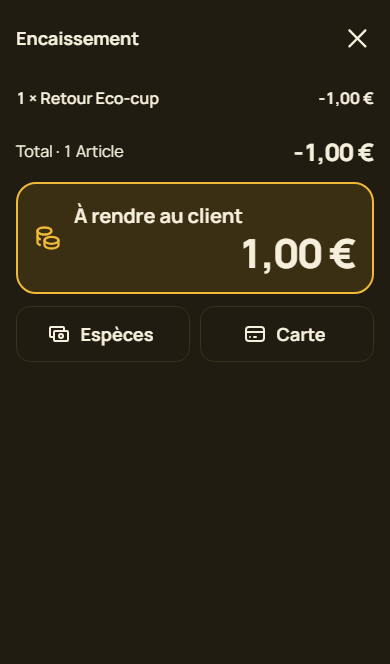 Encaissement
1 × Retour Eco-cup -1,00 €
Total · 1 Article -1,00 €
À rendre au client
1,00 €
Espèces Carte